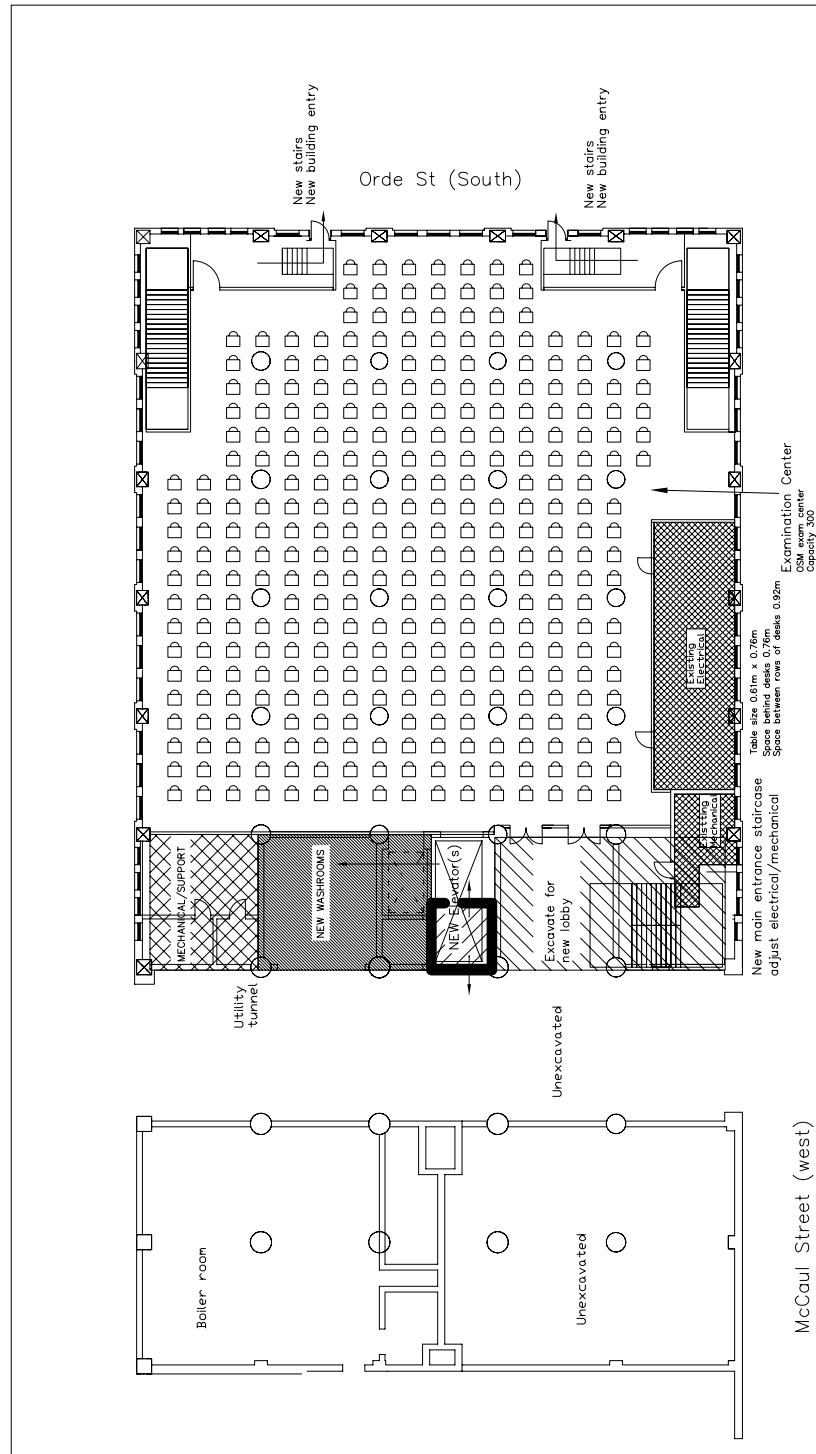 New stairs
New building entry
Orde St (South)
New stairs
New building entry
Examination Center
OSM exam center
Capacity 300
Existing
Electrical
Table size 0.61m x 0.76m
Space behind desks 0.76m
Space between rows of desks 0.92m
Existting
Mechanical
MECHANICAL/SUPPORT
NEW WASHROOMS
NEW Elevator(s)
Excavate for
new lobby
New main entrance staircase
adjust electrical/mechanical
Utility
tunnel
Unexcavated
Boiler room
Unexcavated
McCaul Street (west)